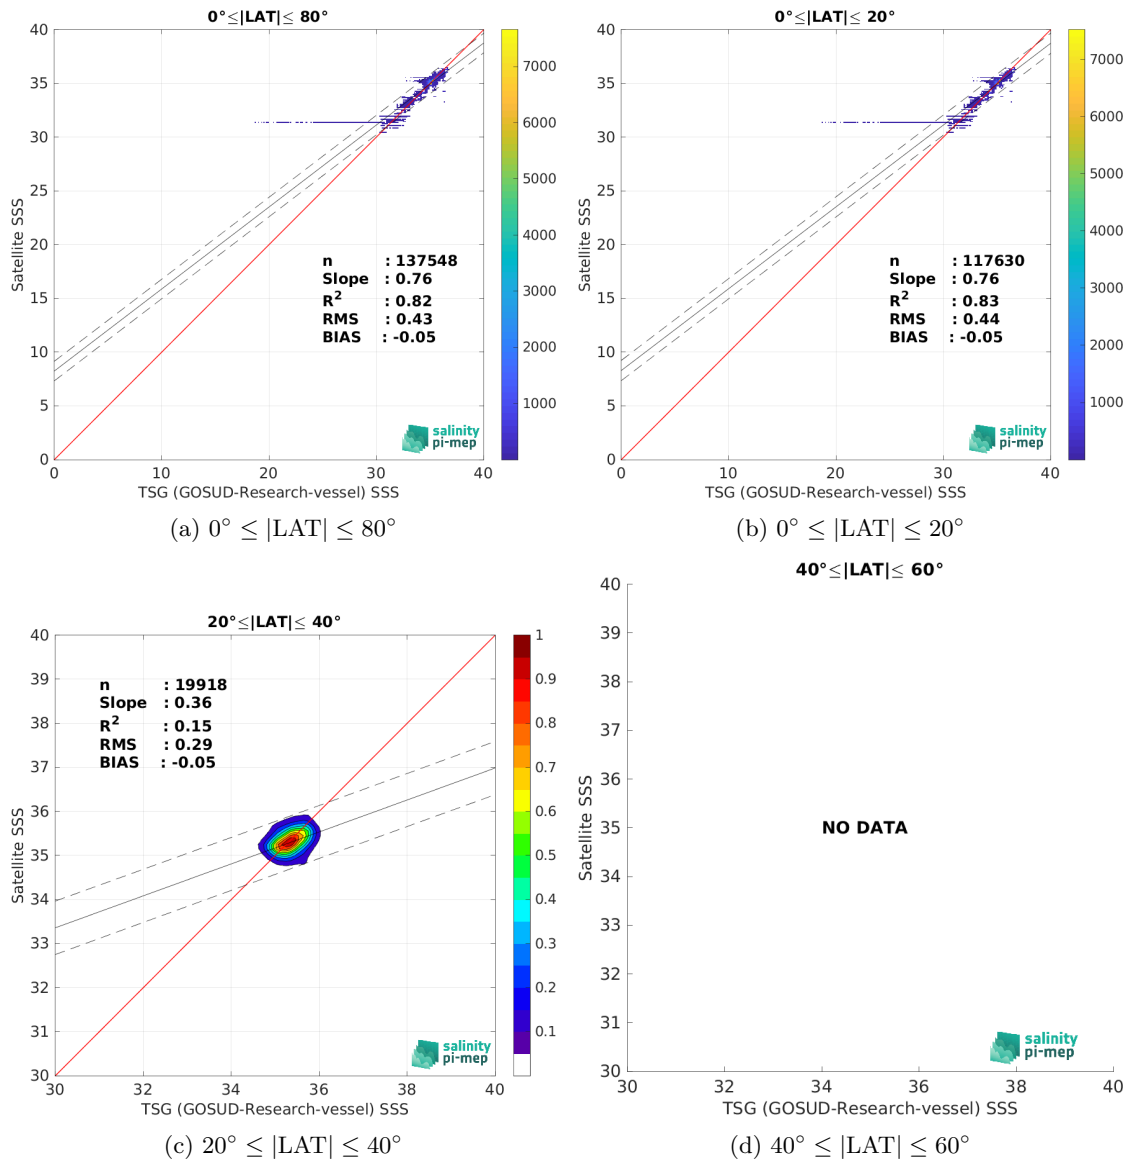 0°≤|LAT|≤ 80°
40
35
30
25
20
15
10
5
0
Satellite SSS
n : 137548
Slope : 0.76
R² : 0.82
RMS : 0.43
BIAS : -0.05
salinity
pi-mep
0
10
20
30
40
TSG (GOSUD-Research-vessel) SSS
7000
6000
5000
4000
3000
2000
1000
(a) 0° ≤ |LAT| ≤ 80°
0°≤|LAT|≤ 20°
40
35
30
25
20
15
10
5
0
Satellite SSS
n : 117630
Slope : 0.76
R² : 0.83
RMS : 0.44
BIAS : -0.05
salinity
pi-mep
0
10
20
30
40
TSG (GOSUD-Research-vessel) SSS
7000
6000
5000
4000
3000
2000
1000
(b) 0° ≤ |LAT| ≤ 20°
20°≤|LAT|≤ 40°
40
39
38
37
36
35
34
33
32
31
30
Satellite SSS
n : 19918
Slope : 0.36
R² : 0.15
RMS : 0.29
BIAS : -0.05
salinity
pi-mep
30
32
34
36
38
40
TSG (GOSUD-Research-vessel) SSS
1
0.9
0.8
0.7
0.6
0.5
0.4
0.3
0.2
0.1
(c) 20° ≤ |LAT| ≤ 40°
40°≤|LAT|≤ 60°
40
39
38
37
36
35
34
33
32
31
30
Satellite SSS
NO DATA
salinity
pi-mep
30
32
34
36
38
40
TSG (GOSUD-Research-vessel) SSS
(d) 40° ≤ |LAT| ≤ 60°